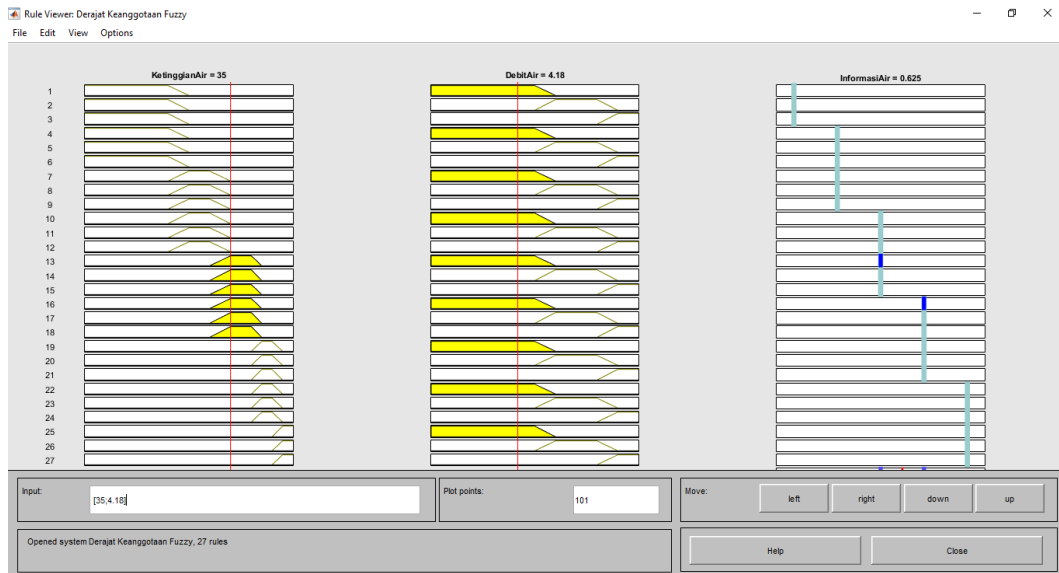 Rule Viewer: Derajat Keanggotaan Fuzzy
File Edit View Options
KetinggianAir = 35
DebitAir = 4.18
InformasiAir = 0.625
1
2
3
4
5
6
7
8
9
10
11
12
13
14
15
16
17
18
19
20
21
22
23
24
25
26
27
Input:
[35;4.18]
Plot points:
101
Move:
left
right
down
up
Opened system Derajat Keanggotaan Fuzzy, 27 rules
Help
Close